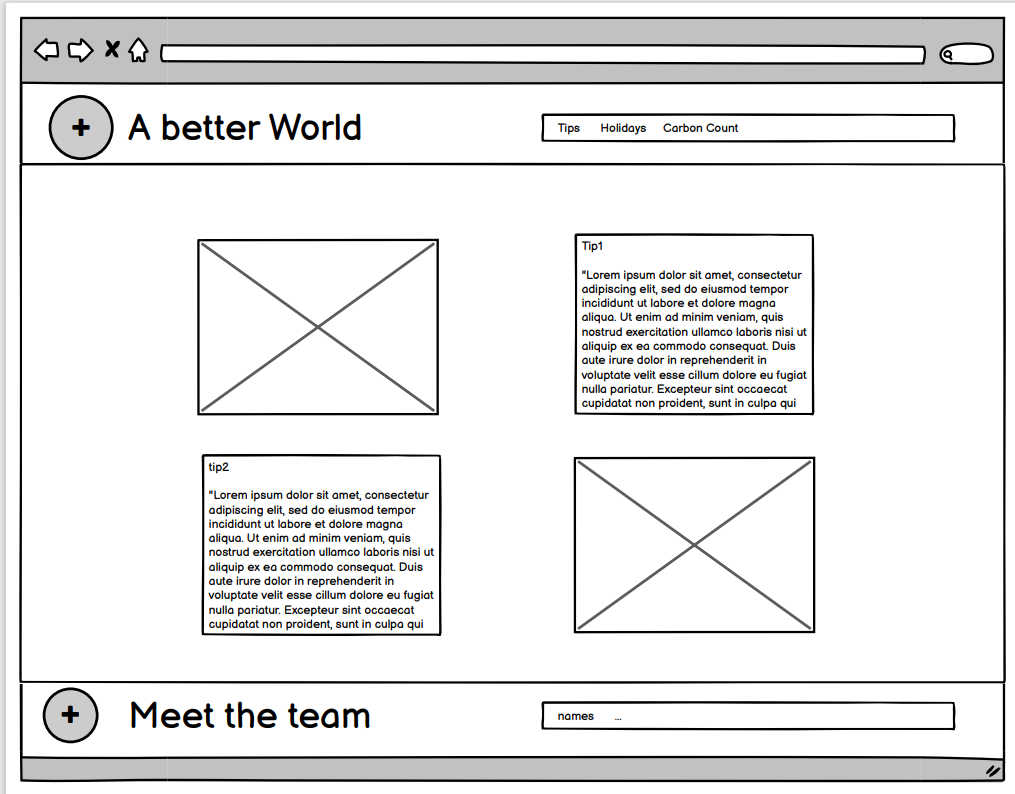 A better World
Tips Holidays Carbon Count
Tip1
"Lorem ipsum dolor sit amet, consectetur
adipiscing elit, sed do eiusmod tempor
incididunt ut labore et dolore magna
aliqua. Ut enim ad minim veniam, quis
nostrud exercitation ullamco laboris nisi ut
aliquip ex ea commodo consequat. Duis
aute irure dolor in reprehenderit in
voluptate velit esse cillum dolore eu fugiat
nulla pariatur. Excepteur sint occaecat
cupidatat non proident, sunt in culpa qui
tip2
"Lorem ipsum dolor sit amet, consectetur
adipiscing elit, sed do eiusmod tempor
incididunt ut labore et dolore magna
aliqua. Ut enim ad minim veniam, quis
nostrud exercitation ullamco laboris nisi ut
aliquip ex ea commodo consequat. Duis
aute irure dolor in reprehenderit in
voluptate velit esse cillum dolore eu fugiat
nulla pariatur. Excepteur sint occaecat
cupidatat non proident, sunt in culpa qui
Meet the team
names ...